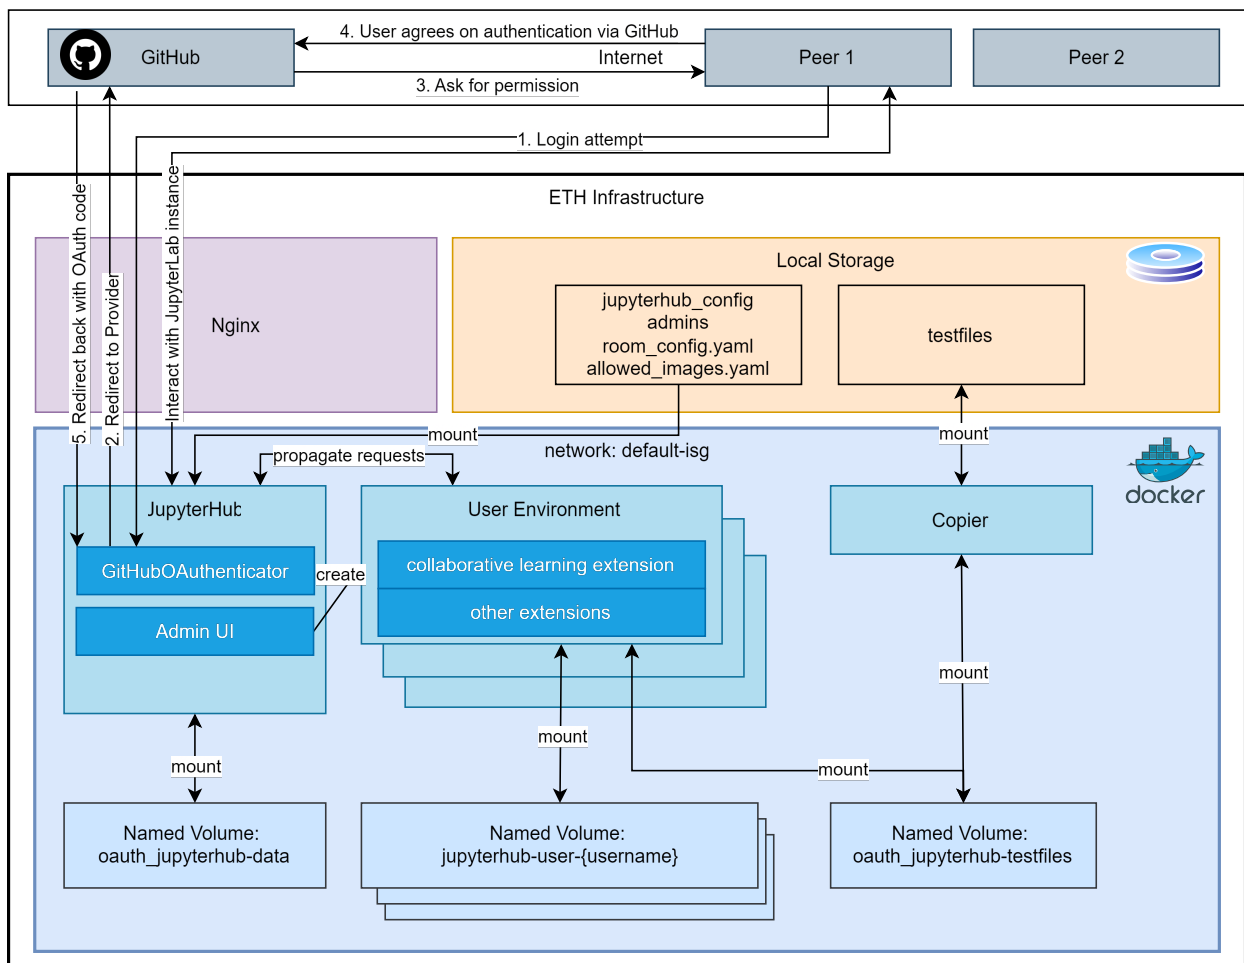 4. User agrees on authentication via GitHub
GitHub
Internet
Peer 1
Peer 2
3. Ask for permission
1. Login attempt
ETH Infrastructure
5. Redirect back with OAuth code
2. Redirect to Provider
Interact with JupyterLab instance
Nginx
Local Storage
jupyterhub_config
admins
room_config.yaml
allowed_images.yaml
testfiles
mount
mount
propagate requests
network: default-isg
docker
JupyterHub
User Environment
Copier
GitHubOAuthenticator
create
collaborative learning extension
other extensions
Admin UI
mount
mount
mount
mount
Named Volume:
oauth_jupyterhub-data
Named Volume:
jupyterhub-user-{username}
Named Volume:
oauth_jupyterhub-testfiles